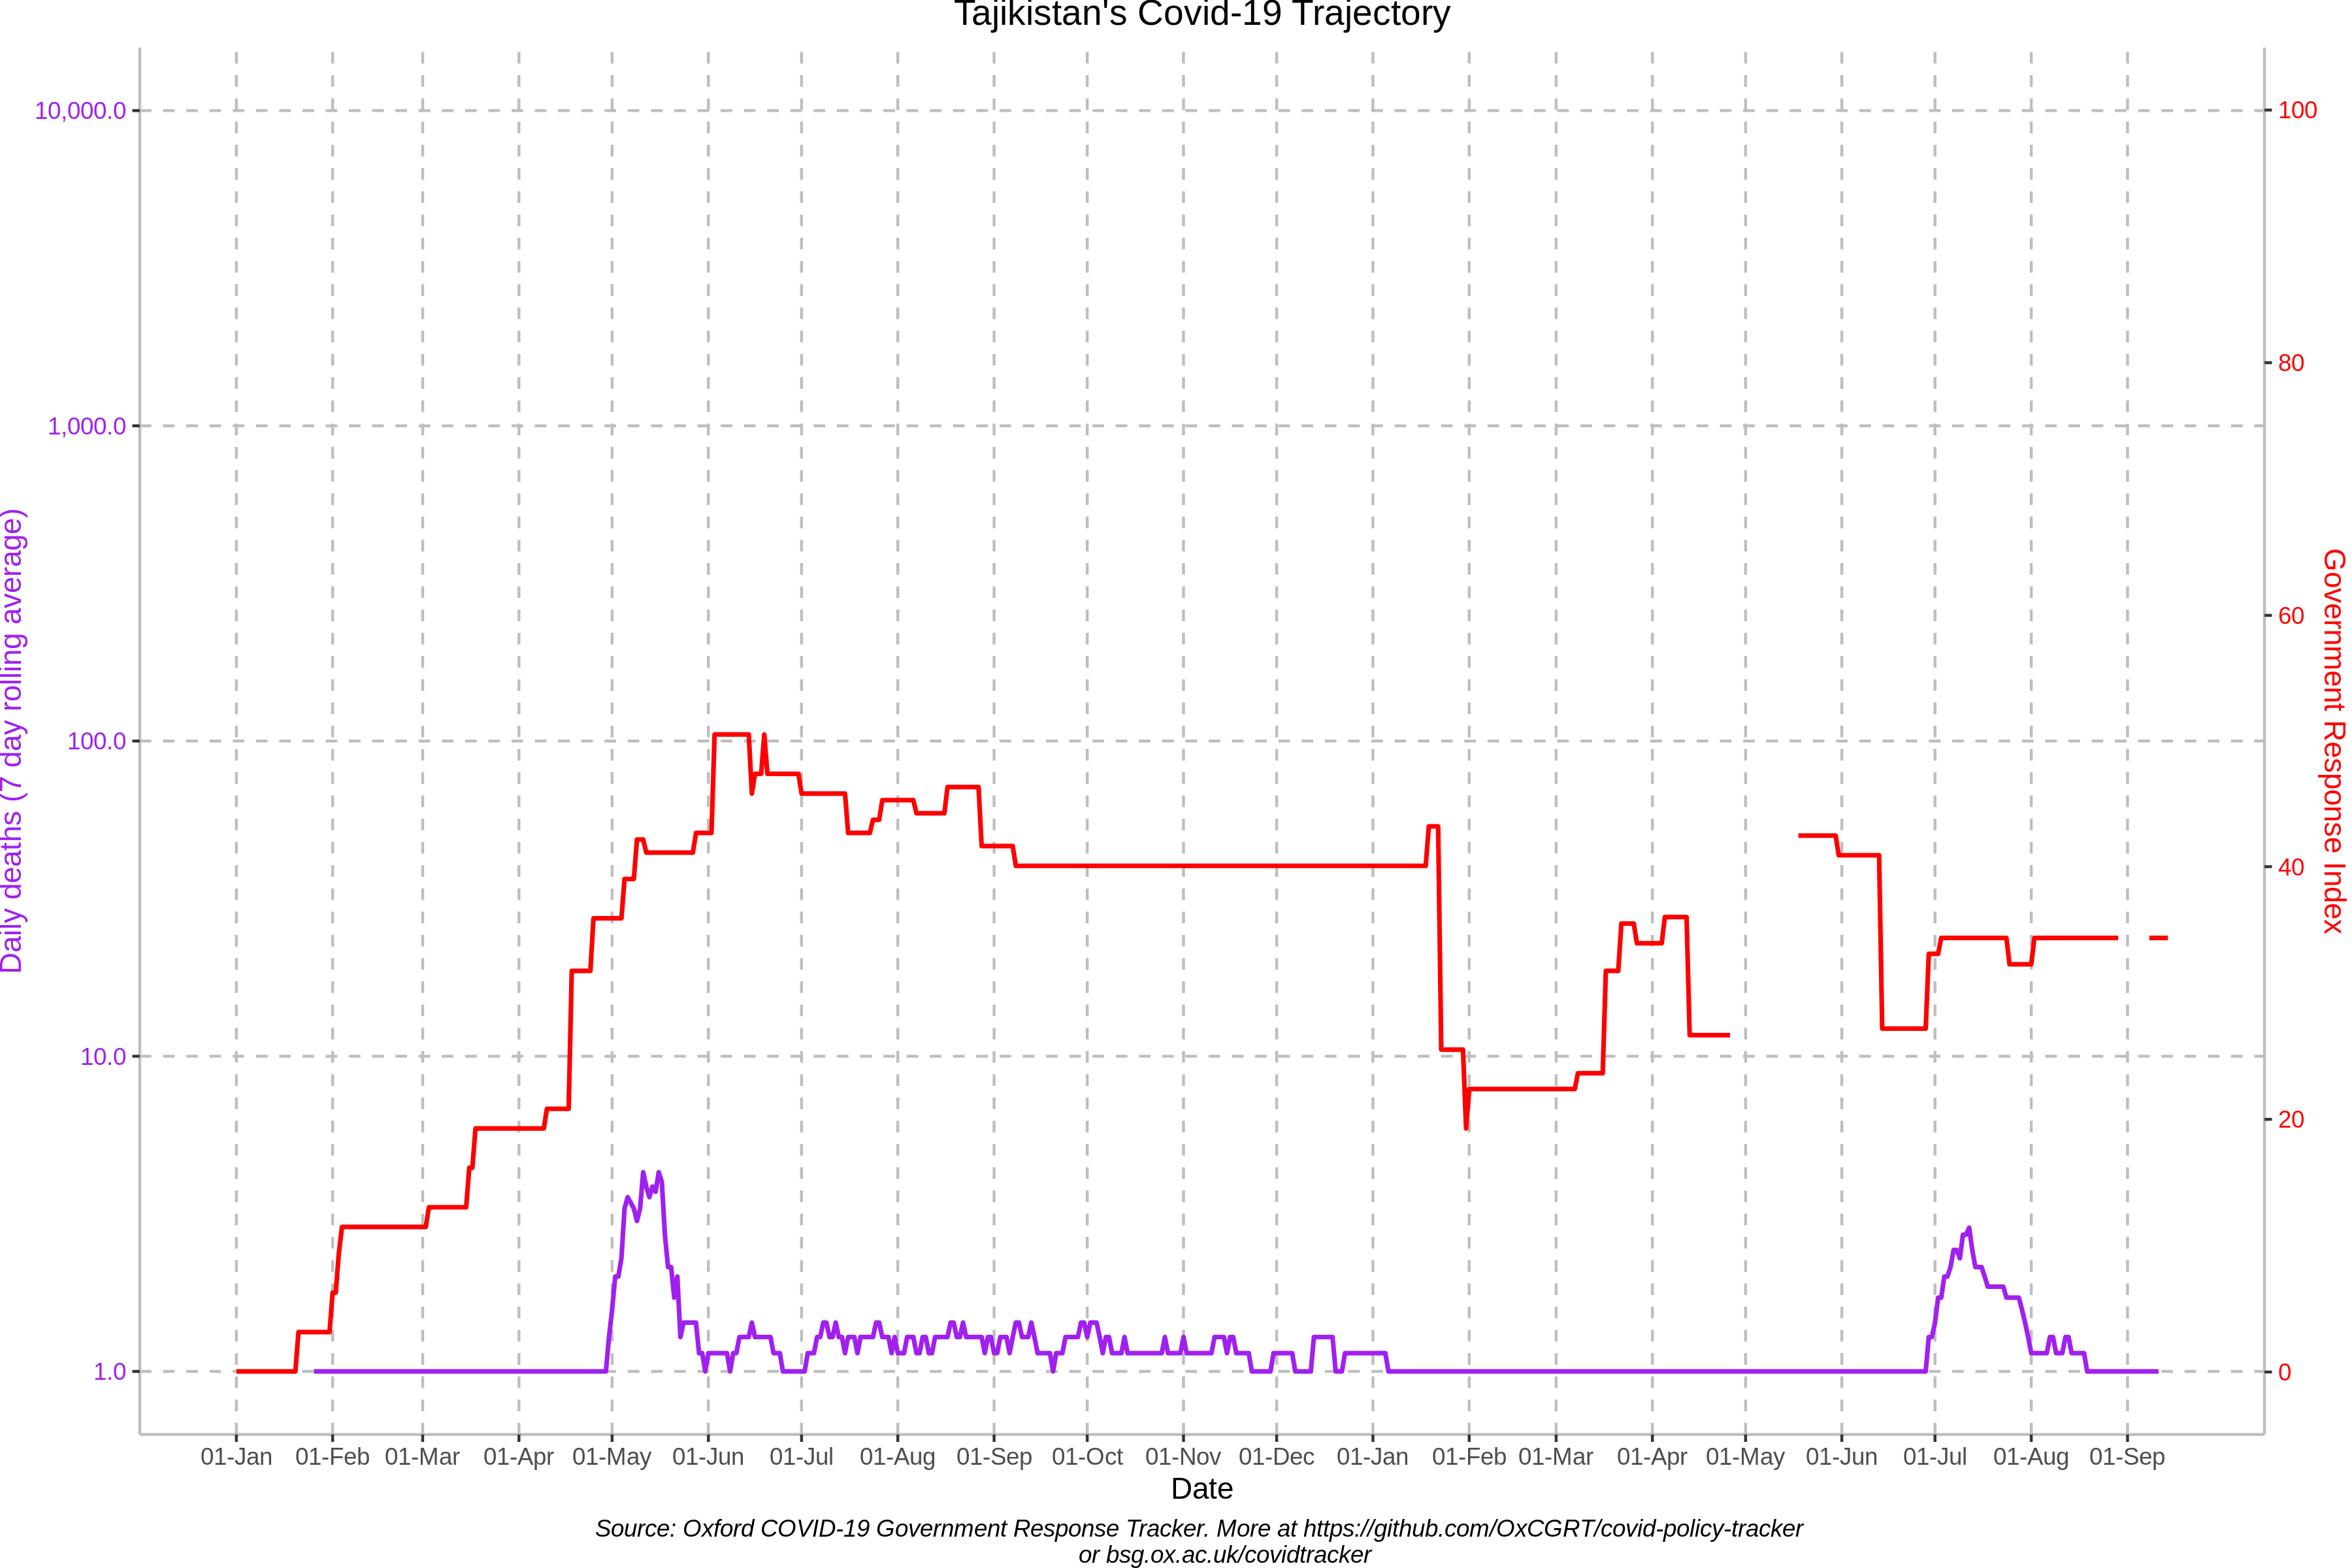 Tajikistan's Covid-19 Trajectory
10,000.0
1,000.0
100.0
10.0
1.0
Daily deaths (7 day rolling average)
100
80
60
40
20
0
Government Response Index
01-Jan 01-Feb 01-Mar 01-Apr 01-May 01-Jun 01-Jul 01-Aug 01-Sep 01-Oct 01-Nov 01-Dec 01-Jan 01-Feb 01-Mar 01-Apr 01-May 01-Jun 01-Jul 01-Aug 01-Sep
Date
Source: Oxford COVID-19 Government Response Tracker. More at https://github.com/OxCGRT/covid-policy-tracker
or bsg.ox.ac.uk/covidtracker